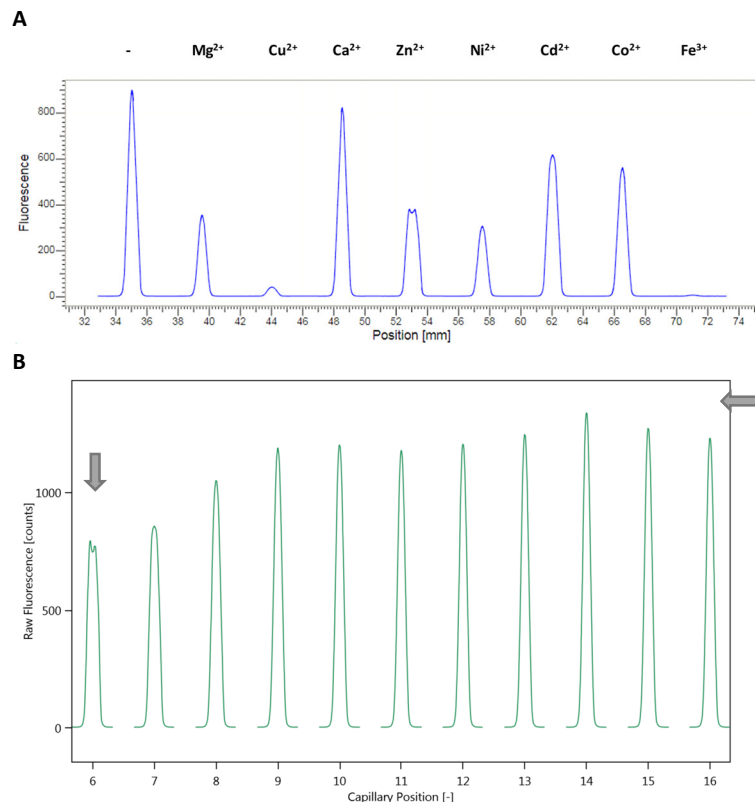 A
- Mg²⁺ Cu²⁺ Ca²⁺ Zn²⁺ Ni²⁺ Cd²⁺ Co²⁺ Fe³⁺
Fluorescence
800
600
400
200
0
32 34 36 38 40 42 44 46 48 50 52 54 56 58 60 62 64 66 68 70 72 74
Position [mm]
B
Raw Fluorescence [counts]
1000
500
0
6 7 8 9 10 11 12 13 14 15 16
Capillary Position [-]